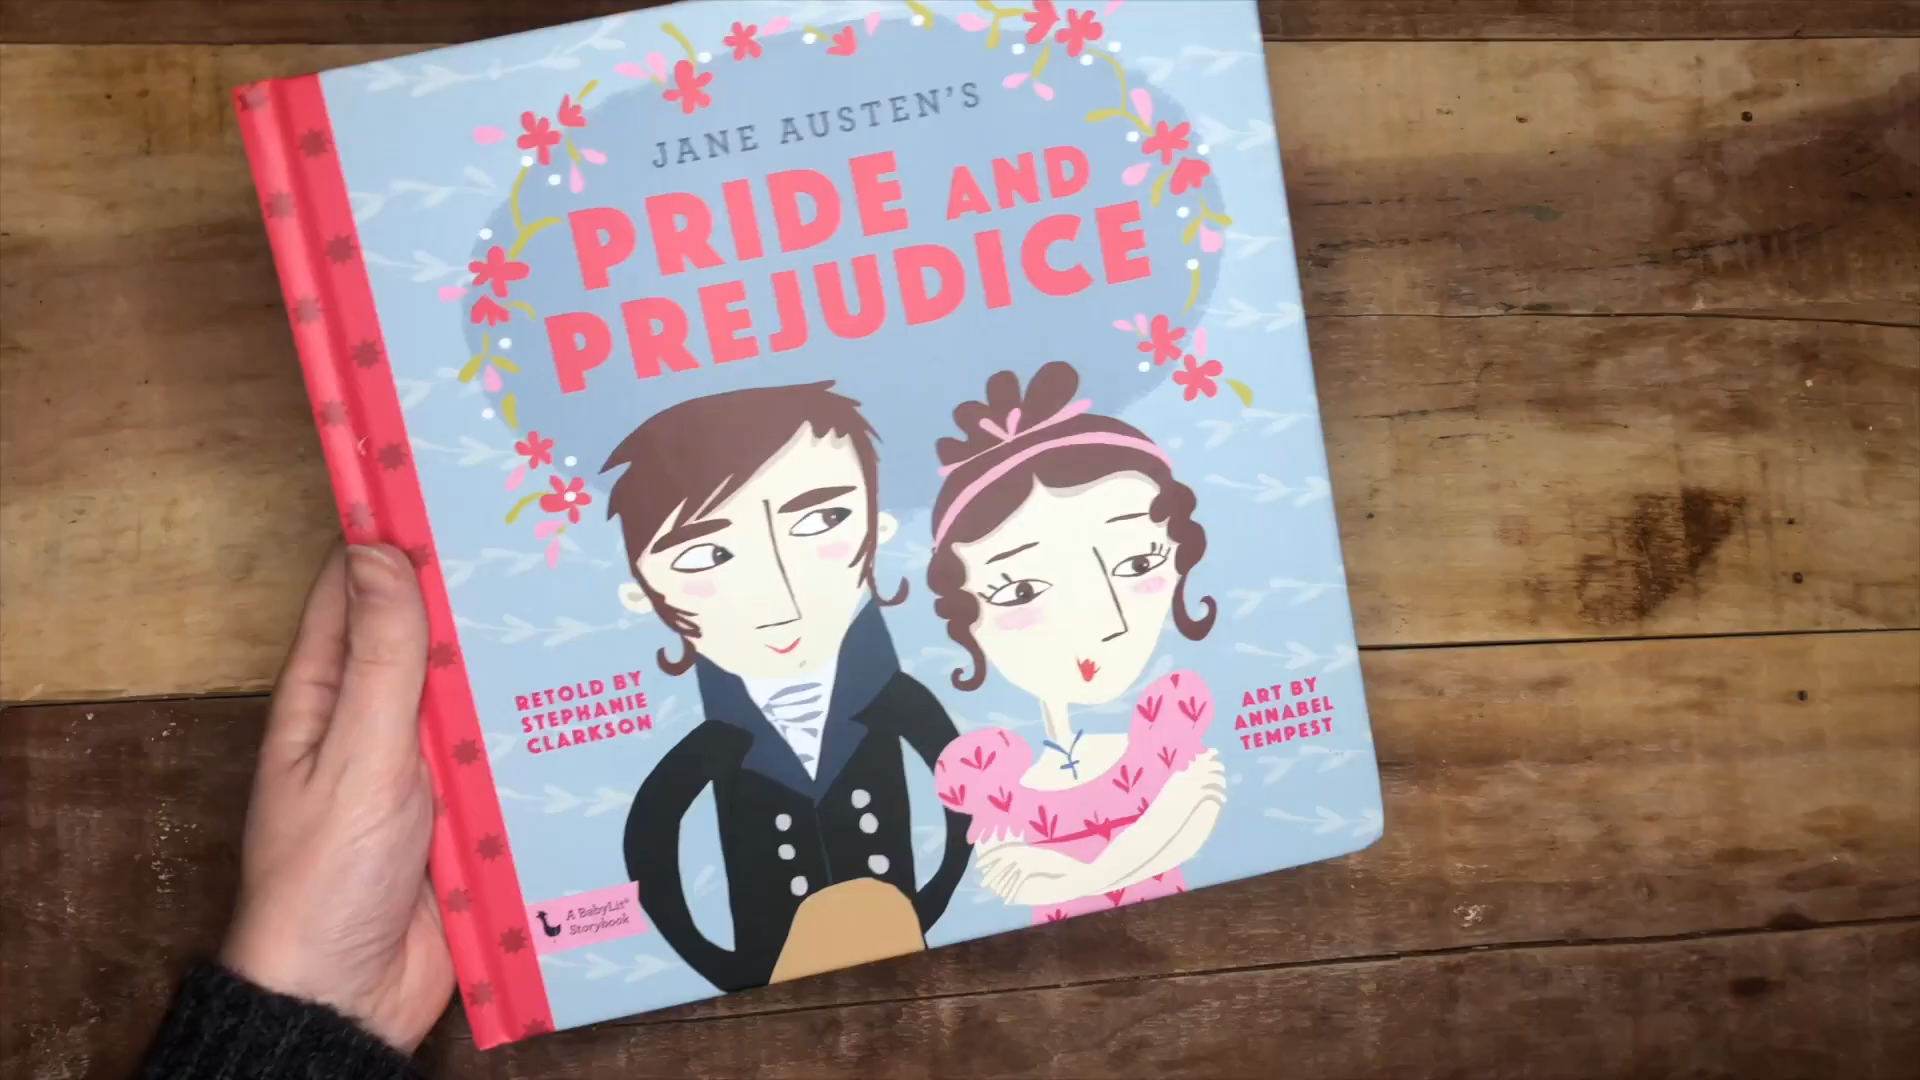 JANE AUSTEN'S
PRIDE AND
PREJUDICE
RETOLD BY
STEPHANIE
CLARKSON
ART BY
ANNABEL
TEMPEST
A BabyLit®
Storybook